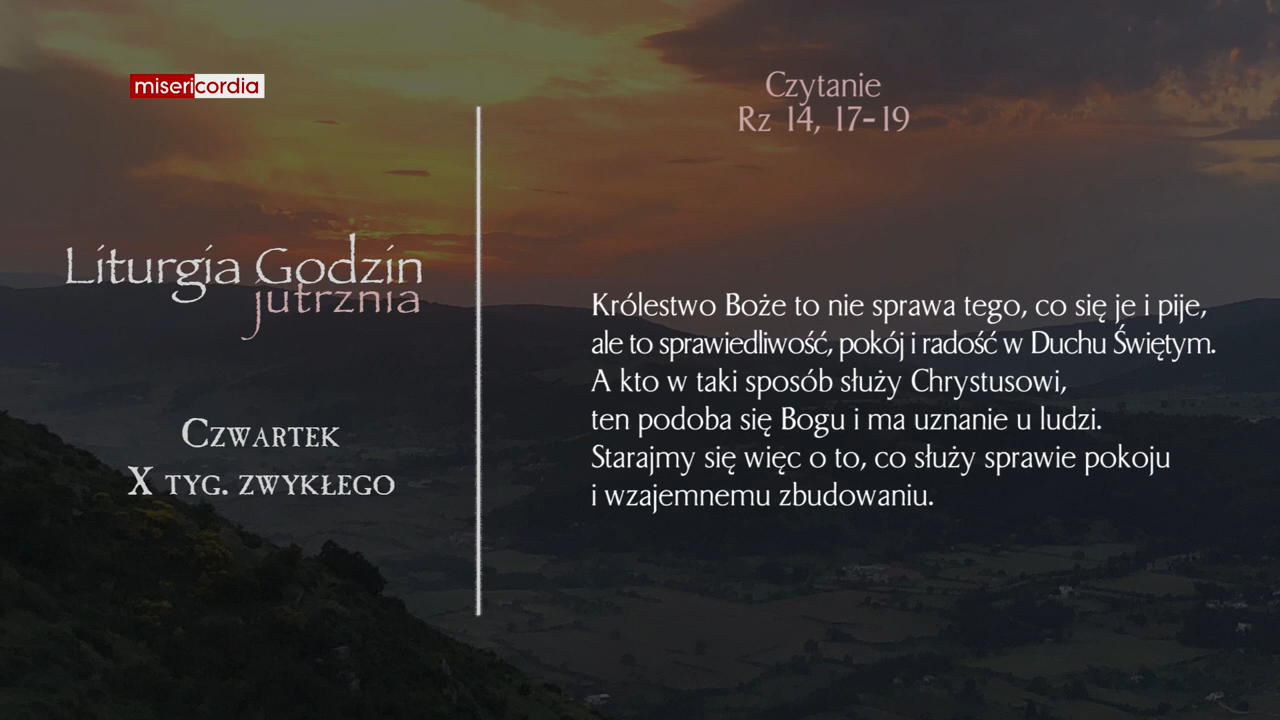 misericordia
Liturgia Godzin
jutrznia
Czwartek
X tyg. zwykłego
Czytanie
Rz 14, 17-19
Królestwo Boże to nie sprawa tego, co się je i pije,
ale to sprawiedliwość, pokój i radość w Duchu Świętym.
A kto w taki sposób służy Chrystusowi,
ten podoba się Bogu i ma uznanie u ludzi.
Starajmy się więc o to, co służy sprawie pokoju
i wzajemnemu zbudowaniu.